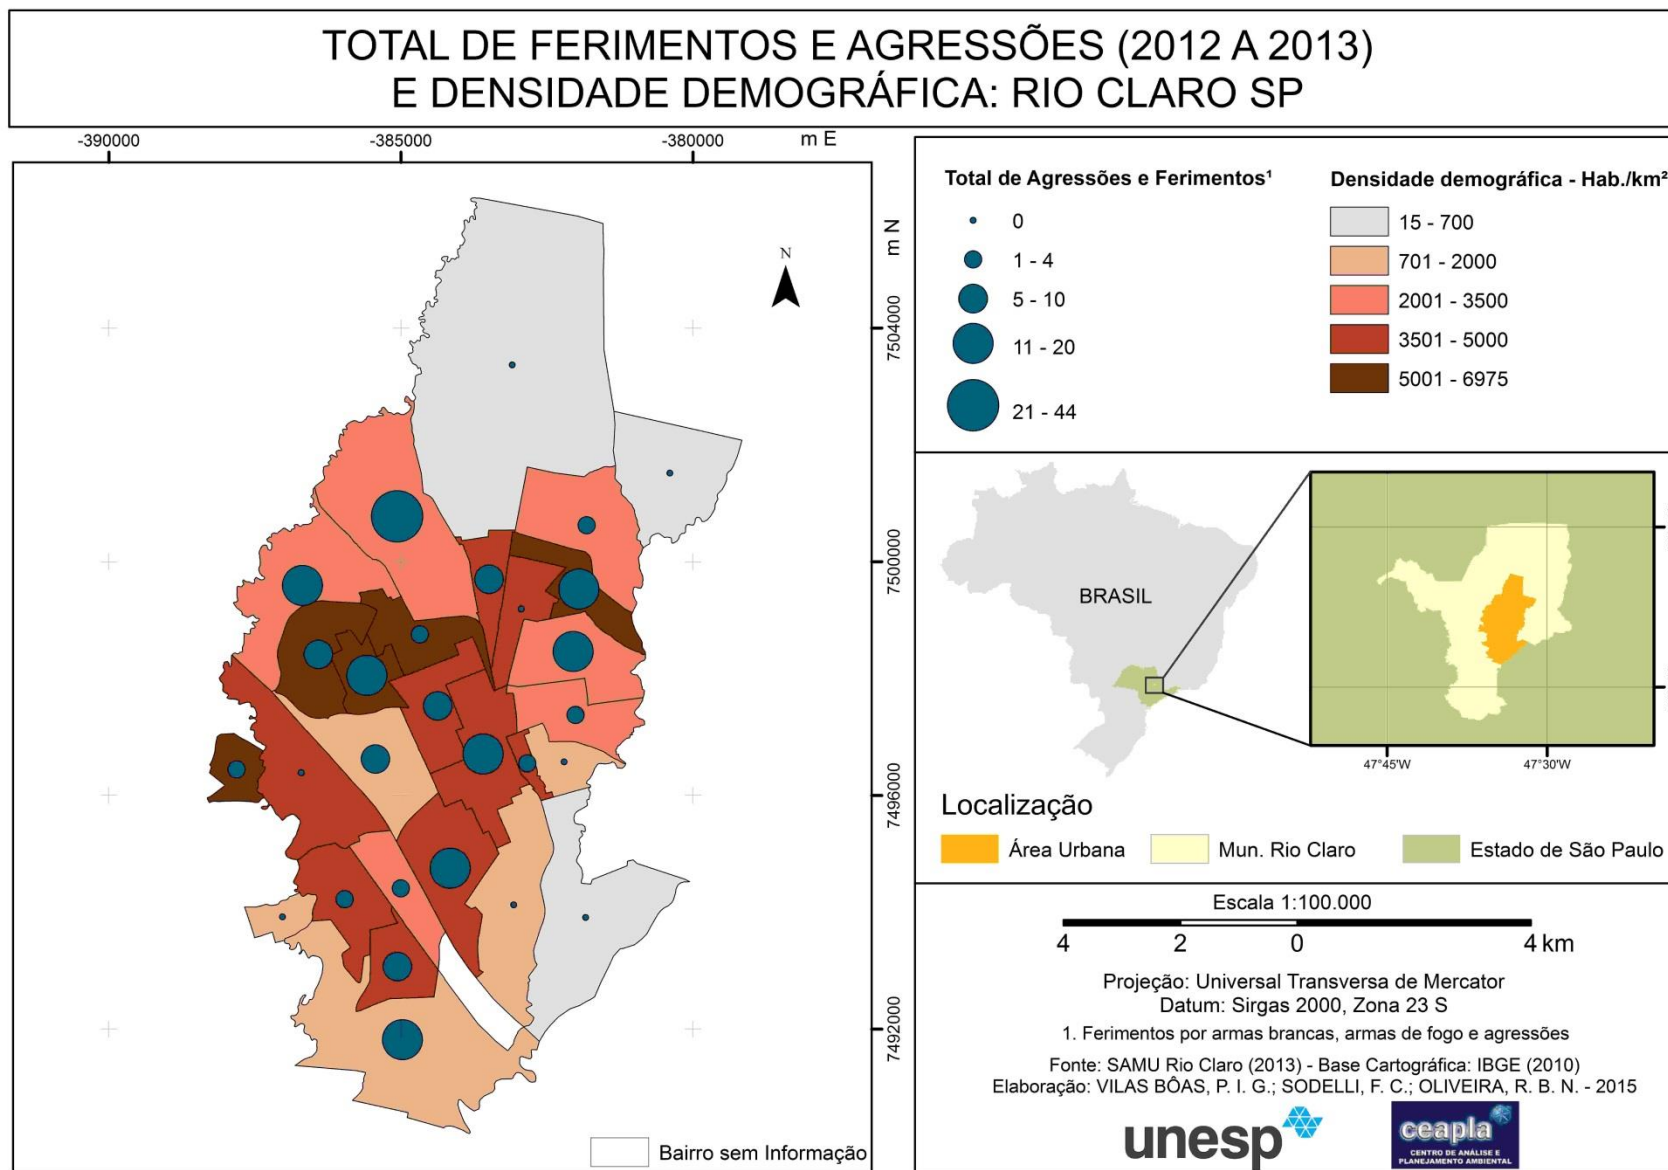 TOTAL DE FERIMENTOS E AGRESSÕES (2012 A 2013)
E DENSIDADE DEMOGRÁFICA: RIO CLARO SP
-390000
-385000
-380000
m E
m N
7504000
7500000
7496000
7492000
N
Bairro sem Informação
Total de Agressões e Ferimentos¹
0
1 - 4
5 - 10
11 - 20
21 - 44
Densidade demográfica - Hab./km²
15 - 700
701 - 2000
2001 - 3500
3501 - 5000
5001 - 6975
BRASIL
47°45'W
47°30'W
Localização
Área Urbana
Mun. Rio Claro
Estado de São Paulo
Escala 1:100.000
4 2 0 4 km
Projeção: Universal Transversa de Mercator
Datum: Sirgas 2000, Zona 23 S
1. Ferimentos por armas brancas, armas de fogo e agressões
Fonte: SAMU Rio Claro (2013) - Base Cartográfica: IBGE (2010)
Elaboração: VILAS BÔAS, P. I. G.; SODELLI, F. C.; OLIVEIRA, R. B. N. - 2015
unesp
ceapla
CENTRO DE ANÁLISE E
PLANEJAMENTO AMBIENTAL